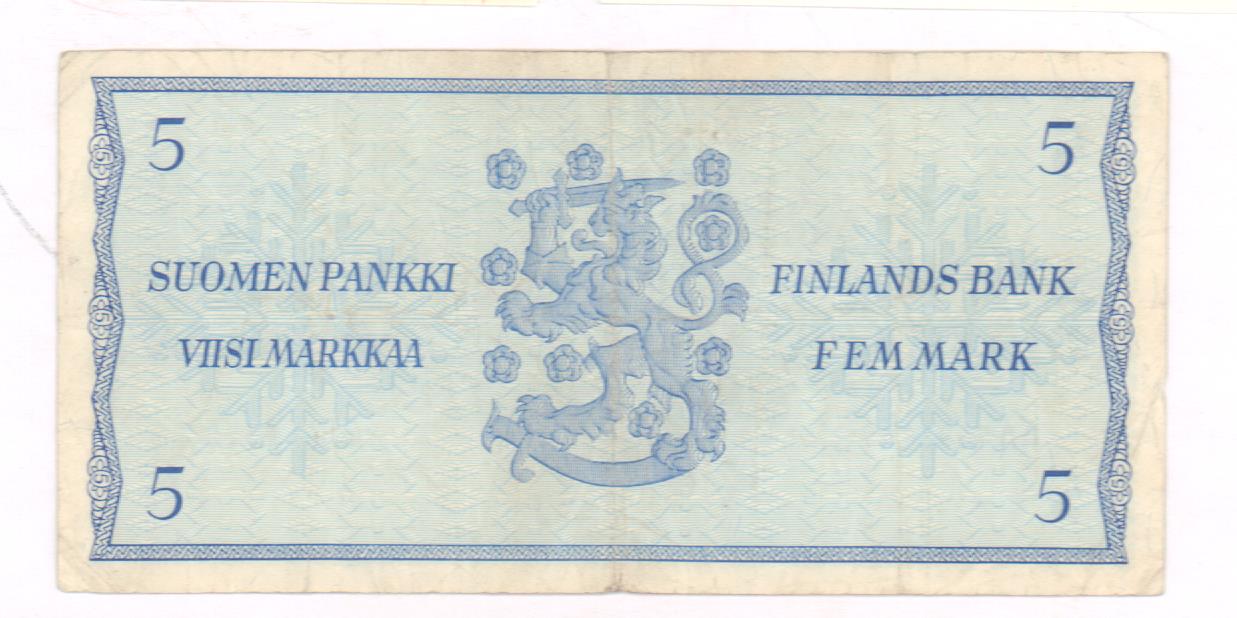 5
5
SUOMEN PANKKI
FINLANDS BANK
VIISI MARKKAA
FEM MARK
5
5